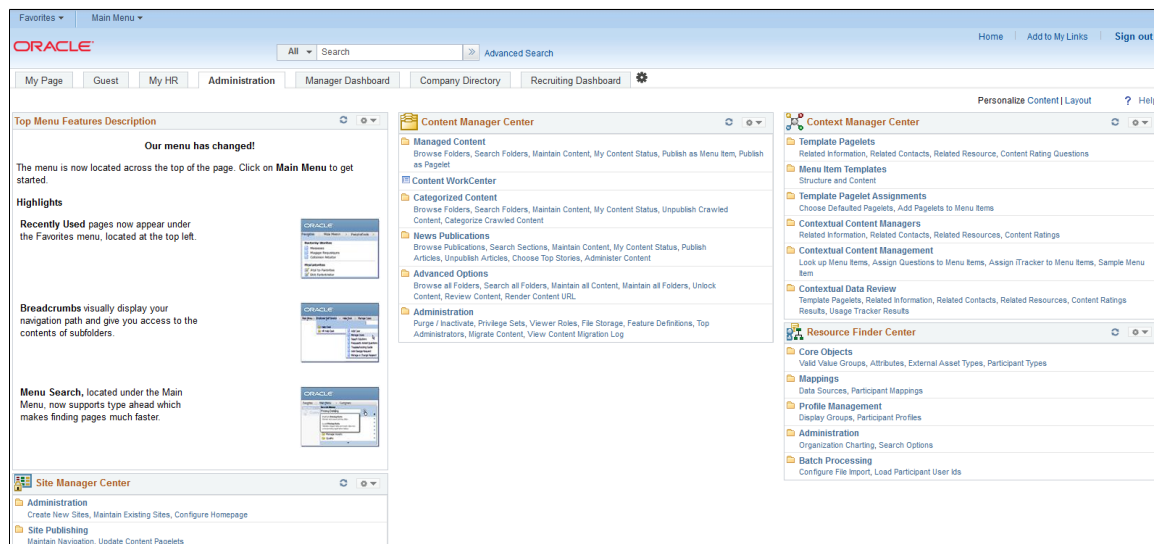 Favorites Main Menu
Home Add to My Links Sign out
ORACLE
All Search Advanced Search
My Page Guest My HR Administration Manager Dashboard Company Directory Recruiting Dashboard
Personalize Content | Layout ? Help
Top Menu Features Description
Our menu has changed!
The menu is now located across the top of the page. Click on Main Menu to get
started.
Highlights
Recently Used pages now appear under
the Favorites menu, located at the top left.
ORACLE
Breadcrumbs visually display your
navigation path and give you access to the
contents of subfolders.
ORACLE
Menu Search, located under the Main
Menu, now supports type ahead which
makes finding pages much faster.
ORACLE
Site Manager Center
Administration
Create New Sites, Maintain Existing Sites, Configure Homepage
Site Publishing
Maintain Navigation, Update Content Pagelets
Content Manager Center
Managed Content
Browse Folders, Search Folders, Maintain Content, My Content Status, Publish as Menu Item, Publish
as Pagelet
Content WorkCenter
Categorized Content
Browse Folders, Search Folders, Maintain Content, My Content Status, Unpublish Crawled
Content, Categorize Crawled Content
News Publications
Browse Publications, Search Sections, Maintain Content, My Content Status, Publish
Articles, Unpublish Articles, Choose Top Stories, Administer Content
Advanced Options
Browse all Folders, Search all Folders, Maintain all Content, Maintain all Folders, Unlock
Content, Review Content, Render Content URL
Administration
Purge / Inactivate, Privilege Sets, Viewer Roles, File Storage, Feature Definitions, Top
Administrators, Migrate Content, View Content Migration Log
Context Manager Center
Template Pagelets
Related Information, Related Contacts, Related Resource, Content Rating Questions
Menu Item Templates
Structure and Content
Template Pagelet Assignments
Choose Defaulted Pagelets, Add Pagelets to Menu Items
Contextual Content Managers
Related Information, Related Contacts, Related Resources, Content Ratings
Contextual Content Management
Look up Menu Items, Assign Questions to Menu Items, Assign iTracker to Menu Items, Sample Menu
Item
Contextual Data Review
Template Pagelets, Related Information, Related Contacts, Related Resources, Content Ratings
Results, Usage Tracker Results
Resource Finder Center
Core Objects
Valid Value Groups, Attributes, External Asset Types, Participant Types
Mappings
Data Sources, Participant Mappings
Profile Management
Display Groups, Participant Profiles
Administration
Organization Charting, Search Options
Batch Processing
Configure File Import, Load Participant User Ids